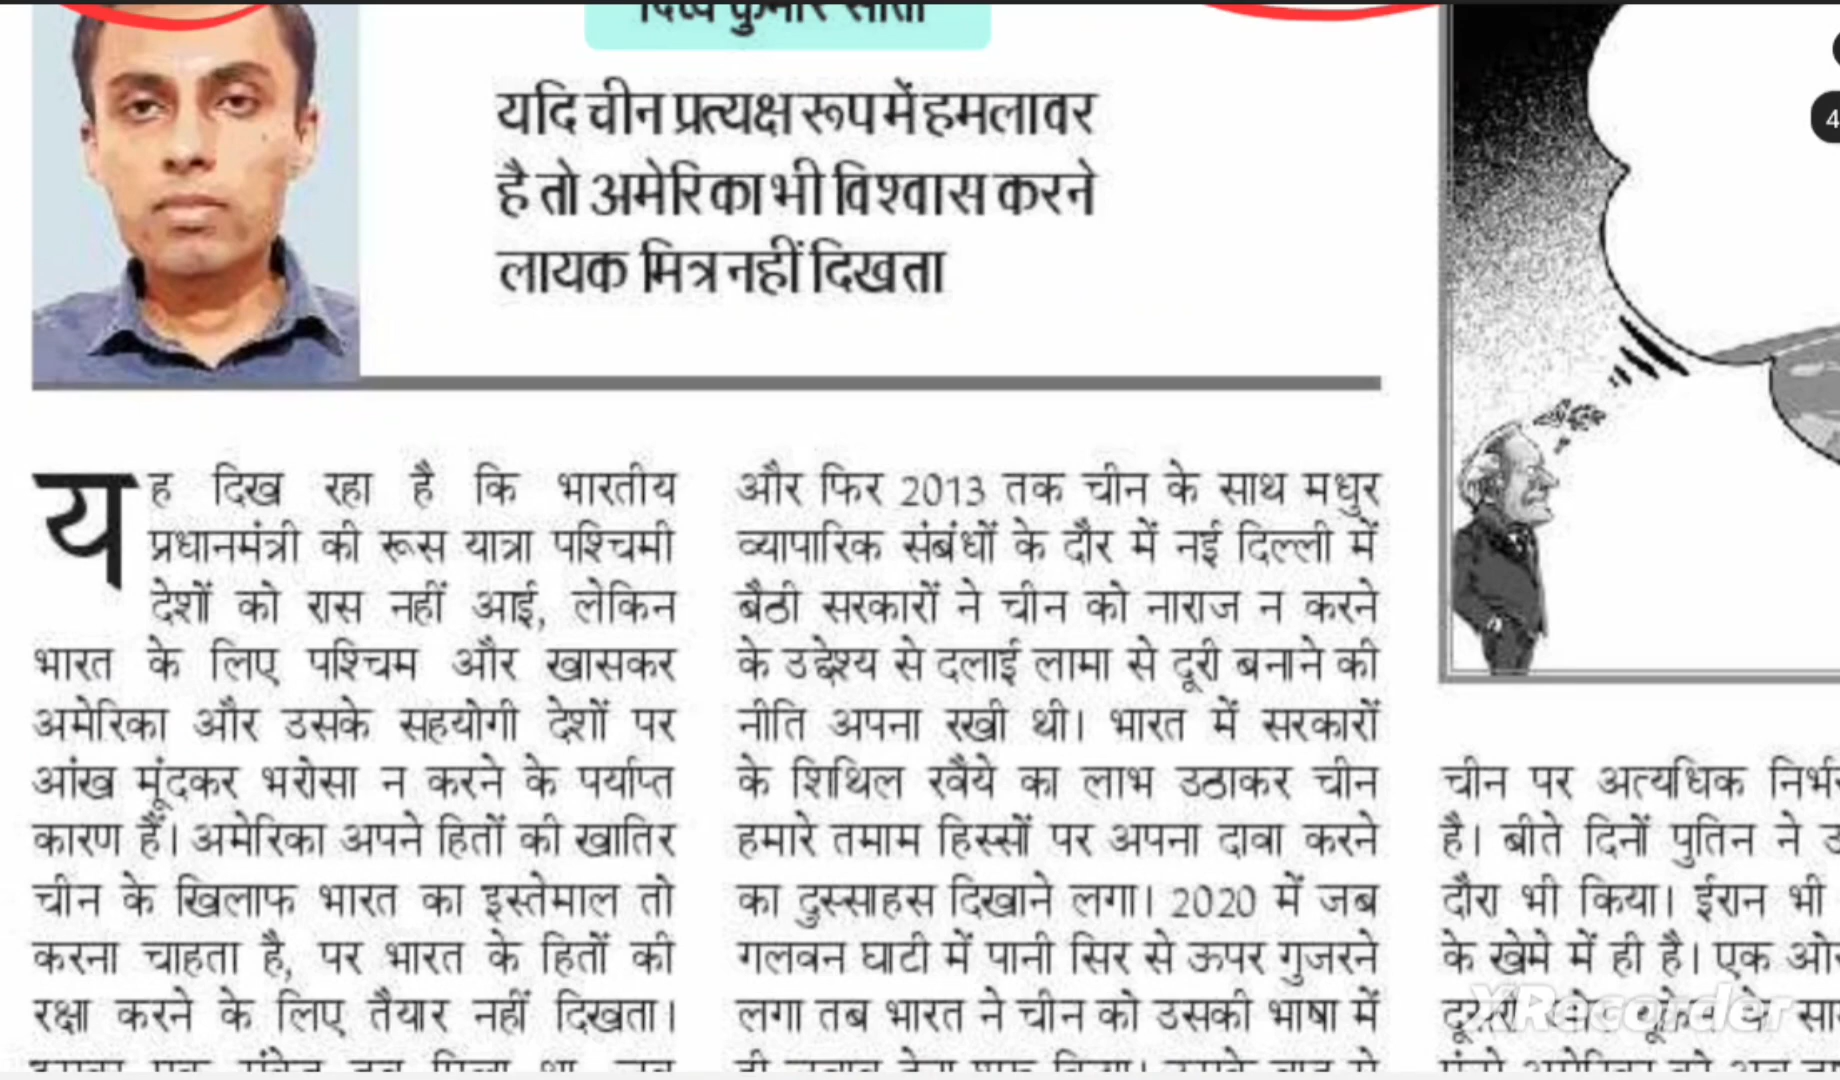 दिव्य कुमार सोती
यदि चीन प्रत्यक्ष रूप में हमलावर
है तो अमेरिका भी विश्वास करने
लायक मित्र नहीं दिखता
यह दिख रहा है कि भारतीय
प्रधानमंत्री की रूस यात्रा पश्चिमी
देशों को रास नहीं आई, लेकिन
भारत के लिए पश्चिम और खासकर
अमेरिका और उसके सहयोगी देशों पर
आंख मूंदकर भरोसा न करने के पर्याप्त
कारण हैं। अमेरिका अपने हितों की खातिर
चीन के खिलाफ भारत का इस्तेमाल तो
करना चाहता है, पर भारत के हितों की
रक्षा करने के लिए तैयार नहीं दिखता।
और फिर 2013 तक चीन के साथ मधुर
व्यापारिक संबंधों के दौर में नई दिल्ली में
बैठी सरकारों ने चीन को नाराज न करने
के उद्देश्य से दलाई लामा से दूरी बनाने की
नीति अपना रखी थी। भारत में सरकारों
के शिथिल रवैये का लाभ उठाकर चीन
हमारे तमाम हिस्सों पर अपना दावा करने
का दुस्साहस दिखाने लगा। 2020 में जब
गलवन घाटी में पानी सिर से ऊपर गुजरने
लगा तब भारत ने चीन को उसकी भाषा में
4
चीन पर अत्यधिक
है। बीते दिनों पुतिन ने
दौरा भी किया। ईरान भी
के खेमे में ही है। एक
XRecorder